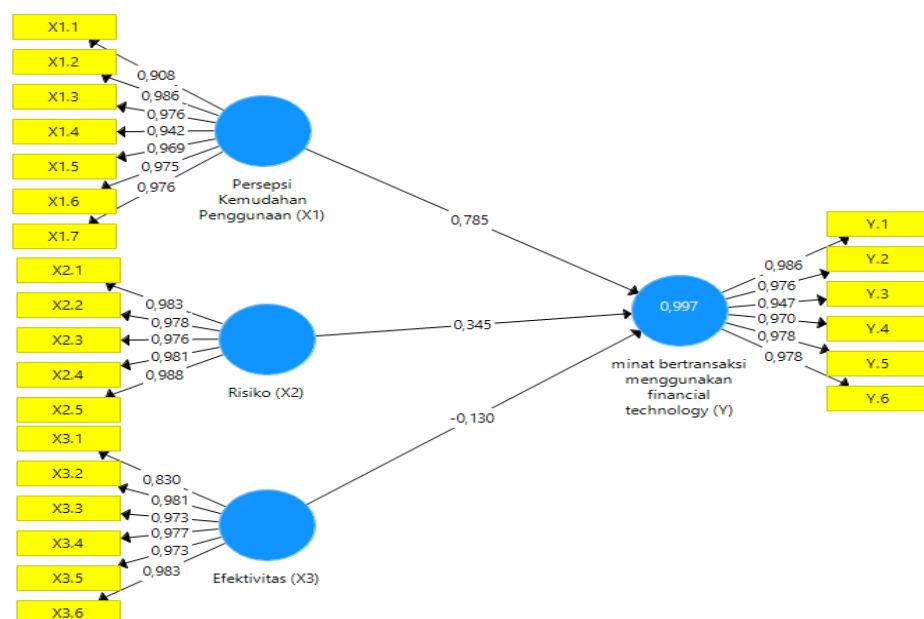 X1.1
X1.2
X1.3
X1.4
X1.5
X1.6
X1.7
0,908
0,986
0,976
0,942
0,969
0,975
0,976
Persepsi
Kemudahan
Penggunaan (X1)
0,785
X2.1
X2.2
X2.3
X2.4
X2.5
0,983
0,978
0,976
0,981
0,988
Risiko (X2)
0,345
X3.1
X3.2
X3.3
X3.4
X3.5
X3.6
0,830
0,981
0,973
0,977
0,973
0,983
Efektivitas (X3)
-0,130
0,997
minat bertransaksi
menggunakan
financial
technology (Y)
0,986
0,976
0,947
0,970
0,978
0,978
Y.1
Y.2
Y.3
Y.4
Y.5
Y.6